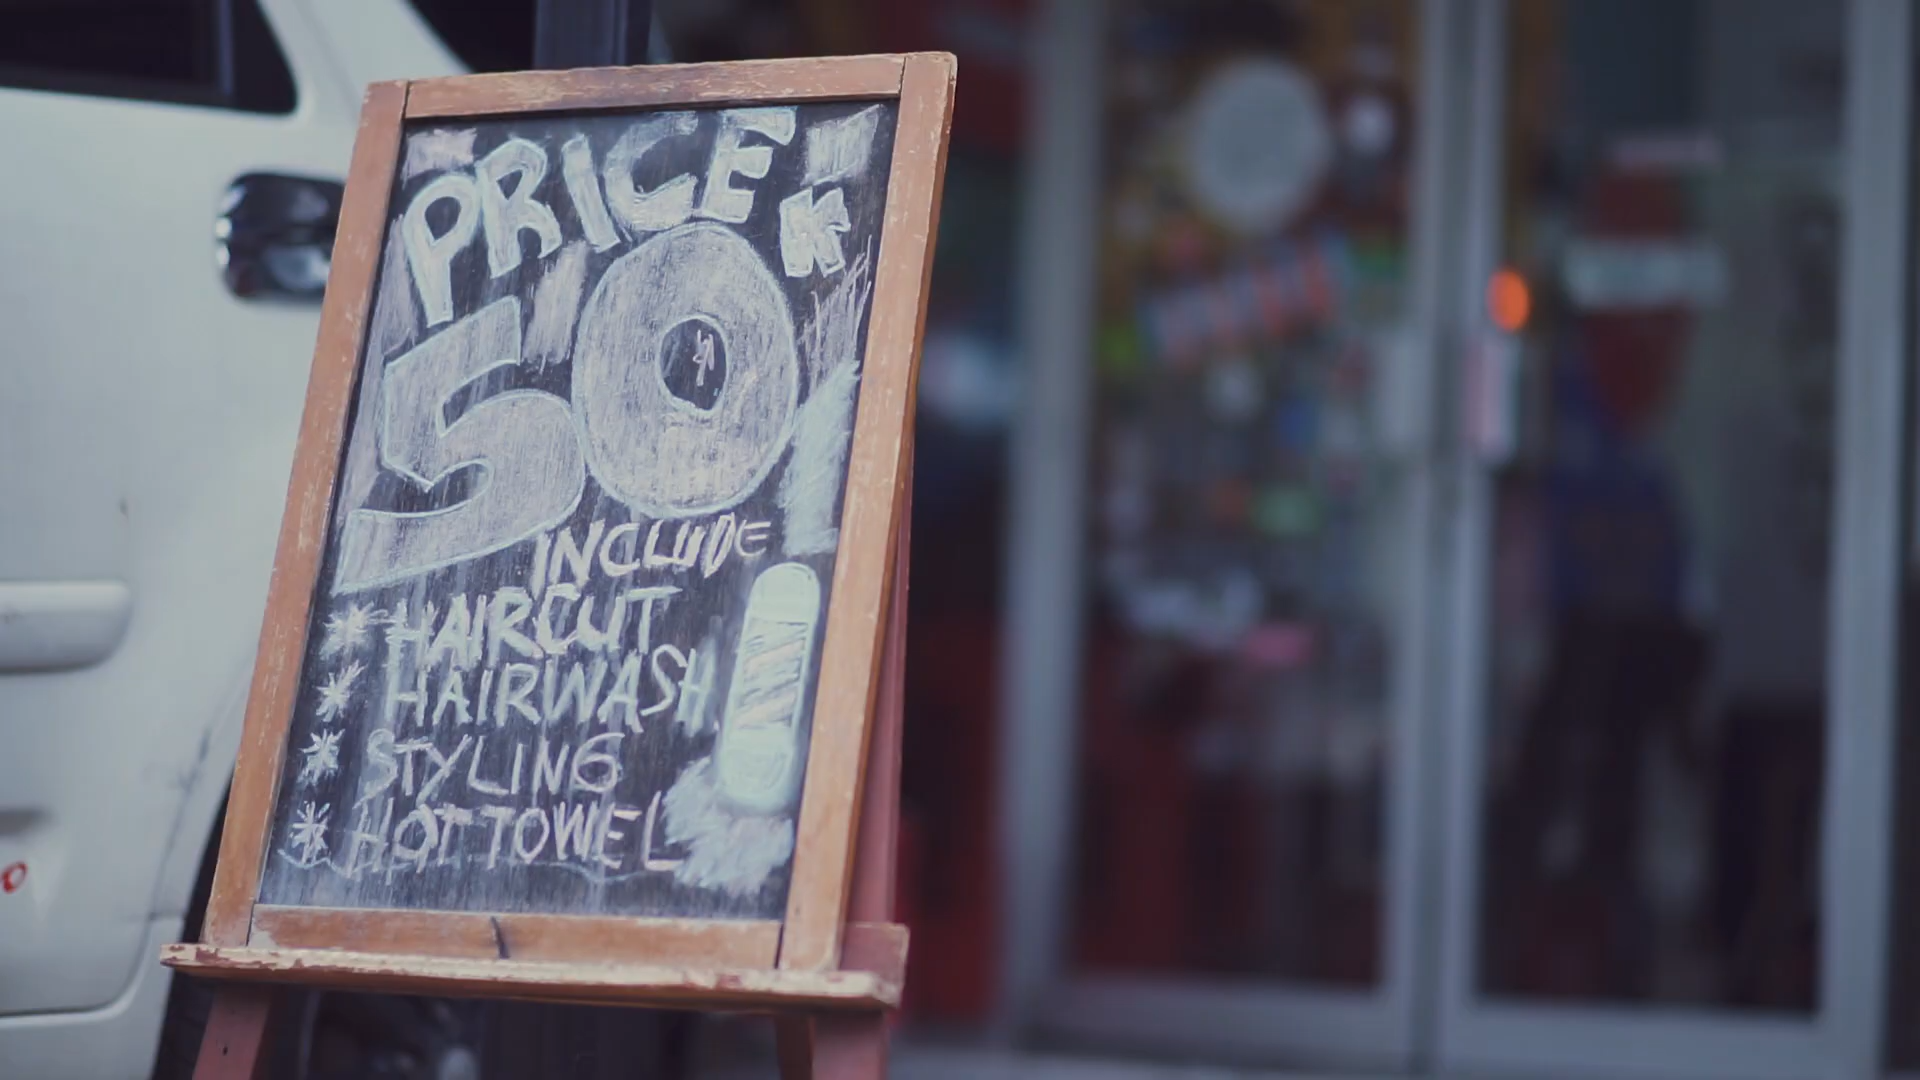 PRICE
50 K
INCLUDE
* HAIRCUT
* HAIRWASH
* STYLING
* HOT TOWEL